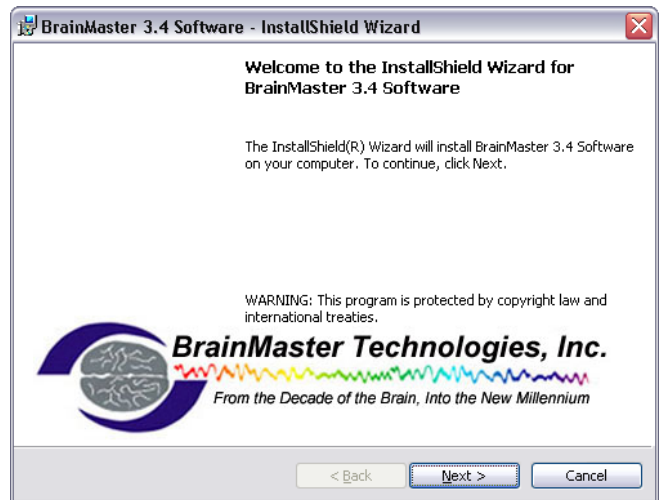 BrainMaster 3.4 Software - InstallShield Wizard
Welcome to the InstallShield Wizard for
BrainMaster 3.4 Software
The InstallShield(R) Wizard will install BrainMaster 3.4 Software
on your computer. To continue, click Next.
WARNING: This program is protected by copyright law and
international treaties.
BrainMaster Technologies, Inc.
From the Decade of the Brain, Into the New Millennium
< Back
Next >
Cancel